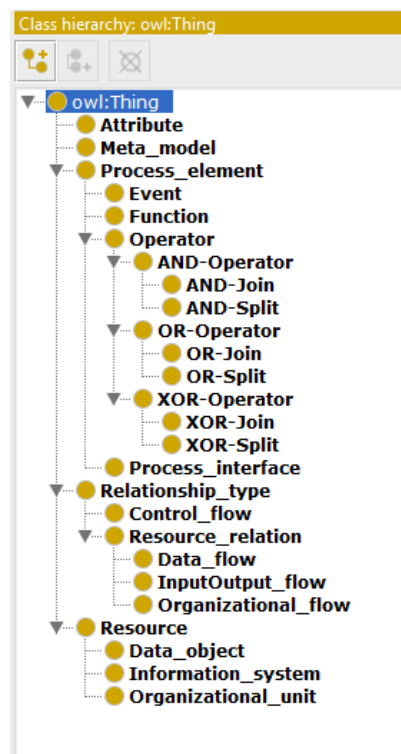 Class hierarchy: owl:Thing
owl:Thing
Attribute
Meta_model
Process_element
Event
Function
Operator
AND-Operator
AND-Join
AND-Split
OR-Operator
OR-Join
OR-Split
XOR-Operator
XOR-Join
XOR-Split
Process_interface
Relationship_type
Control_flow
Resource_relation
Data_flow
InputOutput_flow
Organizational_flow
Resource
Data_object
Information_system
Organizational_unit